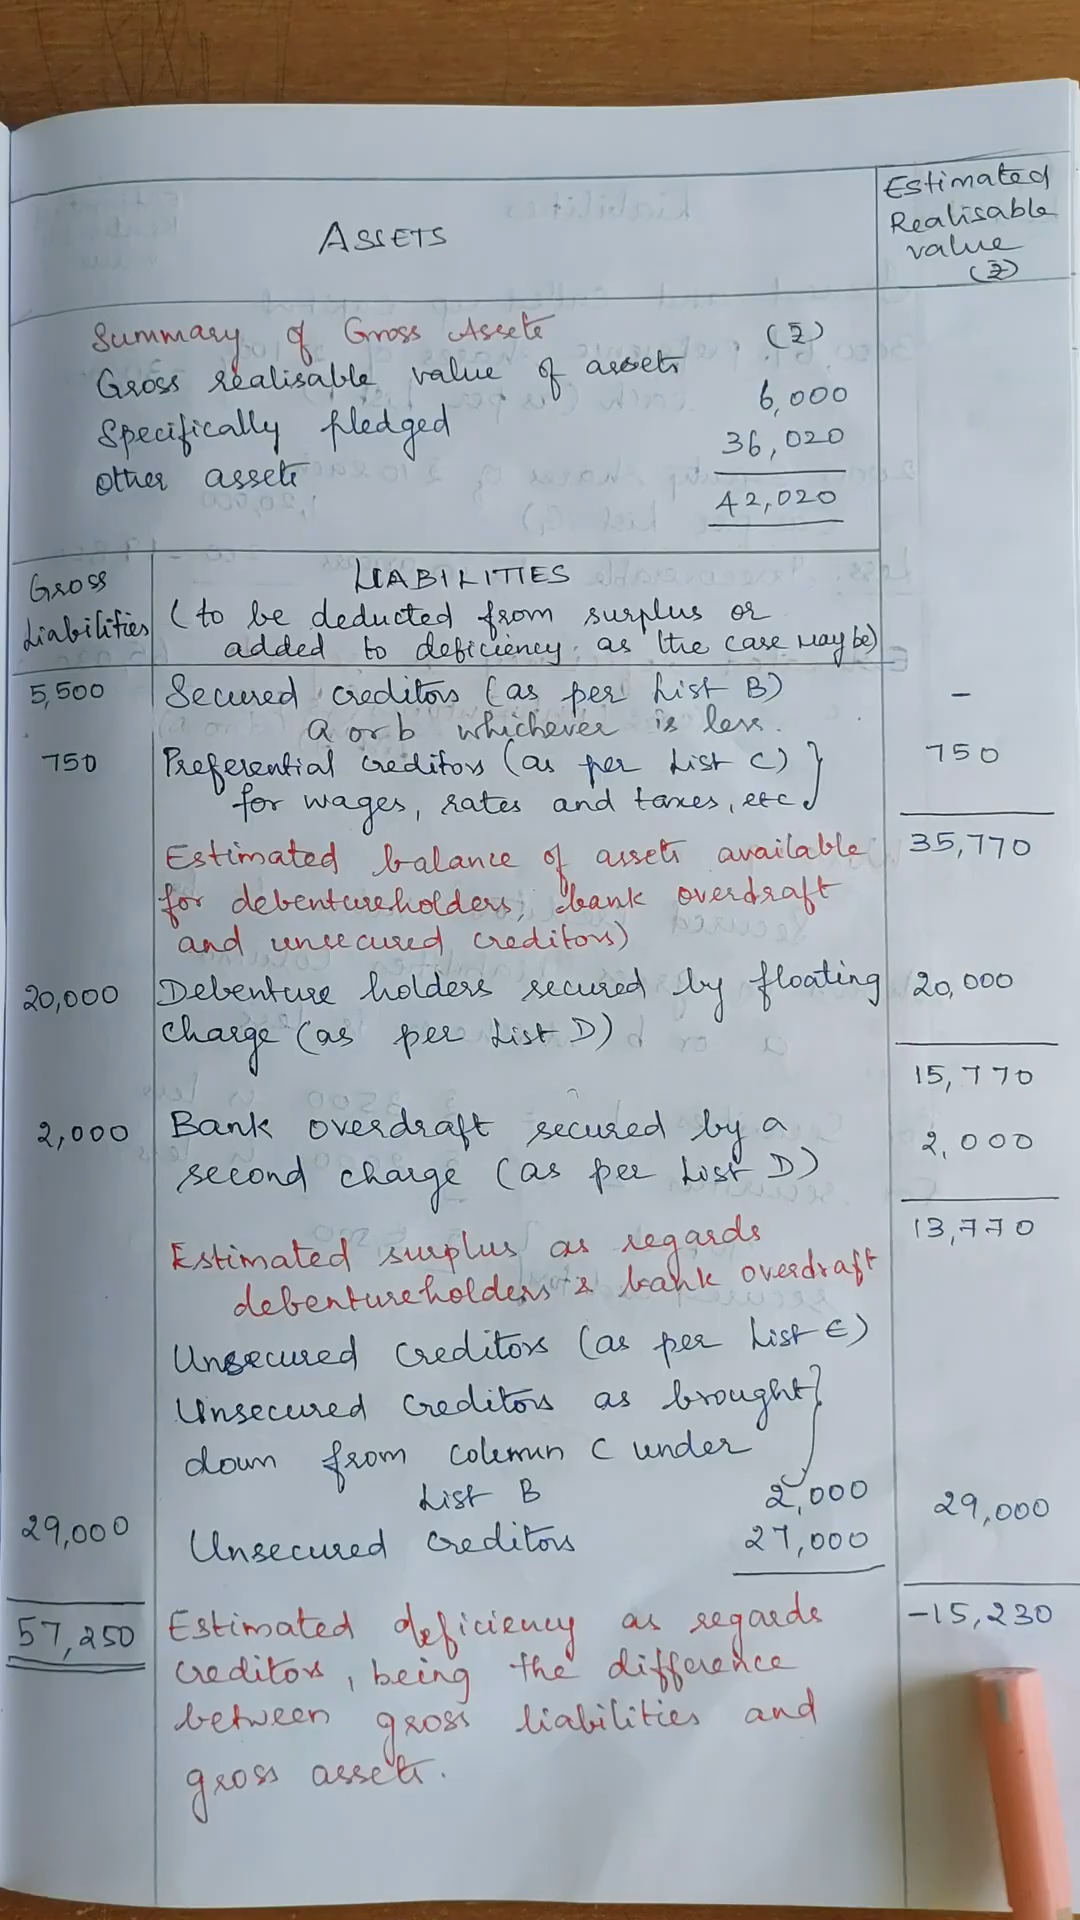 ASSETS
Estimated
Realisable
value
(₹)
Summary of Gross Assets (₹)
Gross realisable value of assets
Specifically pledged 6,000
other assets 36,020
42,020
Gross
Liabilities
LIABILITIES
(to be deducted from surplus or
added to deficiency as the case may be)
5,500 Secured creditors (as per List B) -
a or b whichever is less.
750 Preferential creditors (as per List C) } 750
for wages, rates and taxes, etc.
Estimated balance of assets available 35,770
for debentureholders, bank overdraft
and unsecured creditors)
20,000 Debenture holders secured by floating 20,000
charge (as per List D)
15,770
2,000 Bank overdraft secured by a 2,000
second charge (as per List D)
13,770
Estimated surplus as regards
debentureholders & bank overdraft
Unsecured Creditors (as per List E)
Unsecured Creditors as brought }
down from column C under
List B 2,000 29,000
29,000 Unsecured Creditors 27,000
57,250 Estimated deficiency as regards -15,230
creditors, being the difference
between gross liabilities and
gross assets.